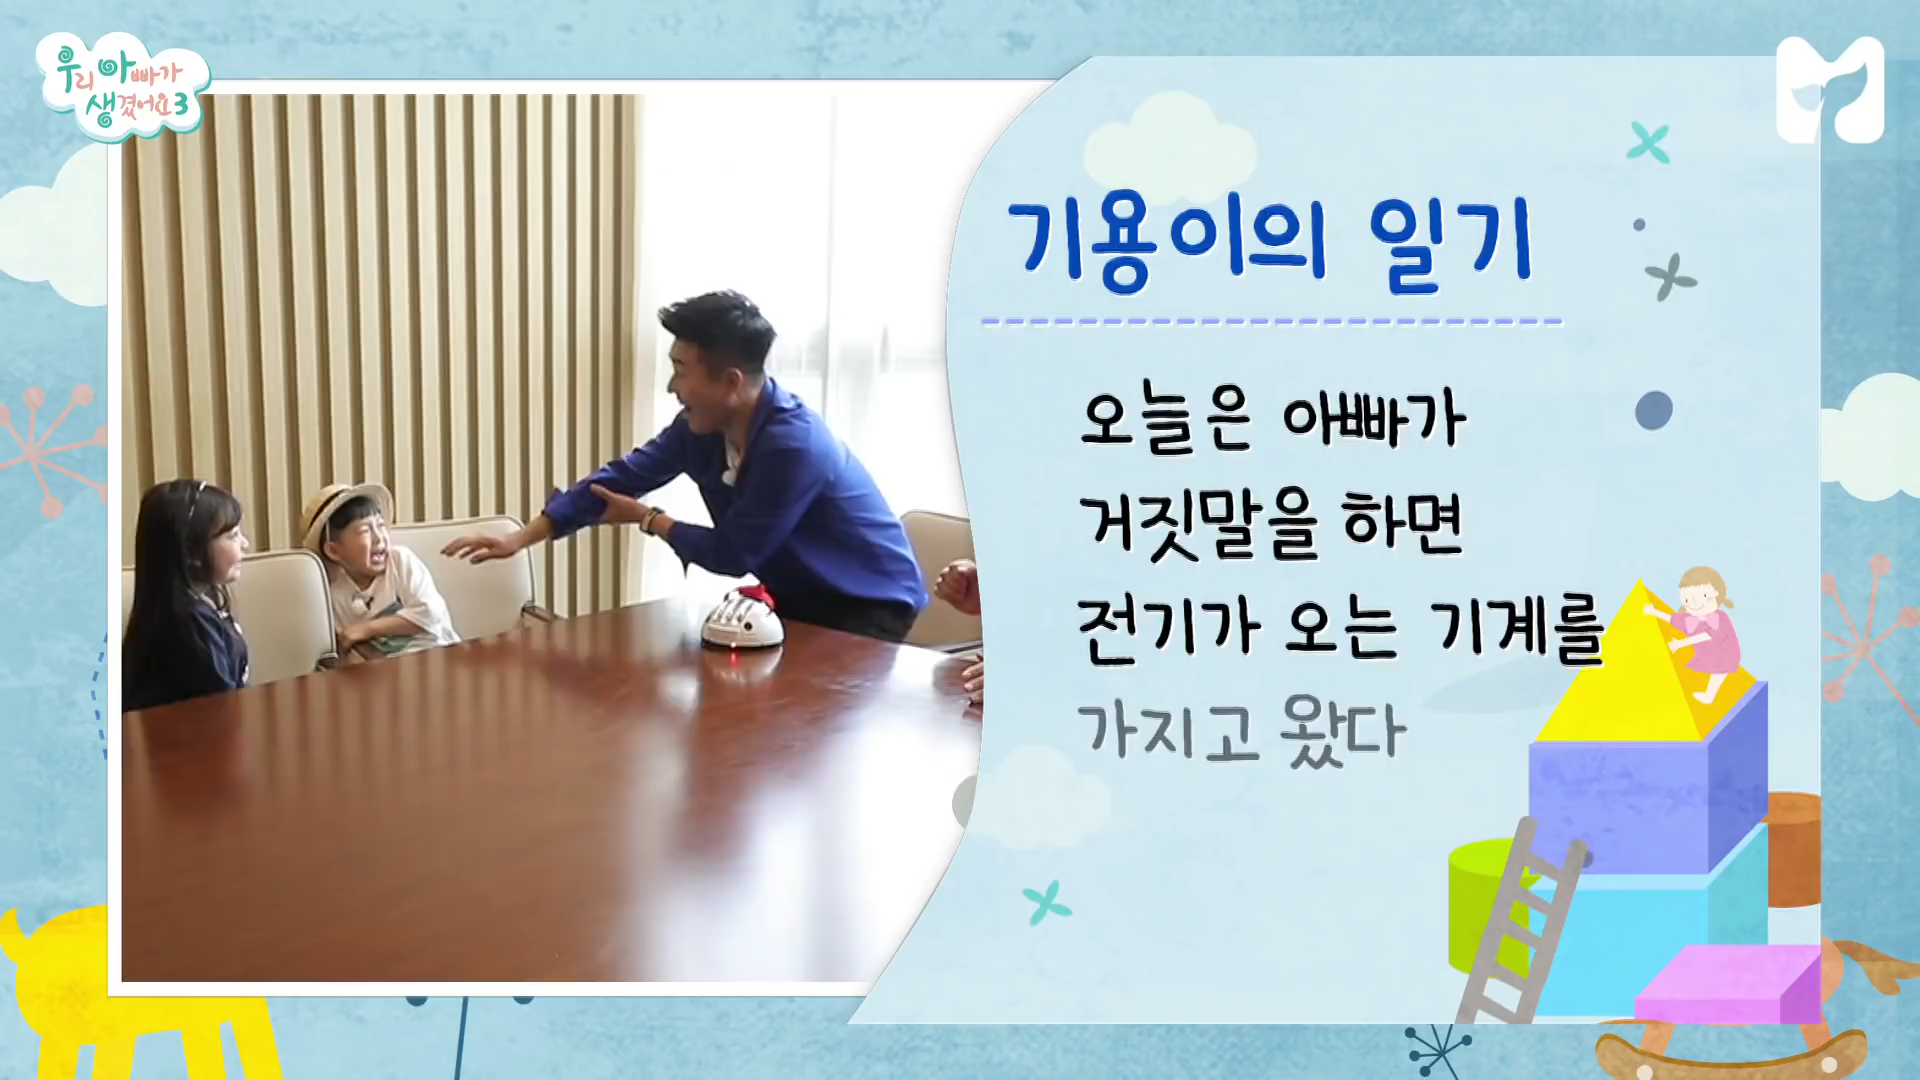 우리 아빠가
생겼어요3
기용이의 일기
오늘은 아빠가
거짓말을 하면
전기가 오는 기계를
가지고 왔다